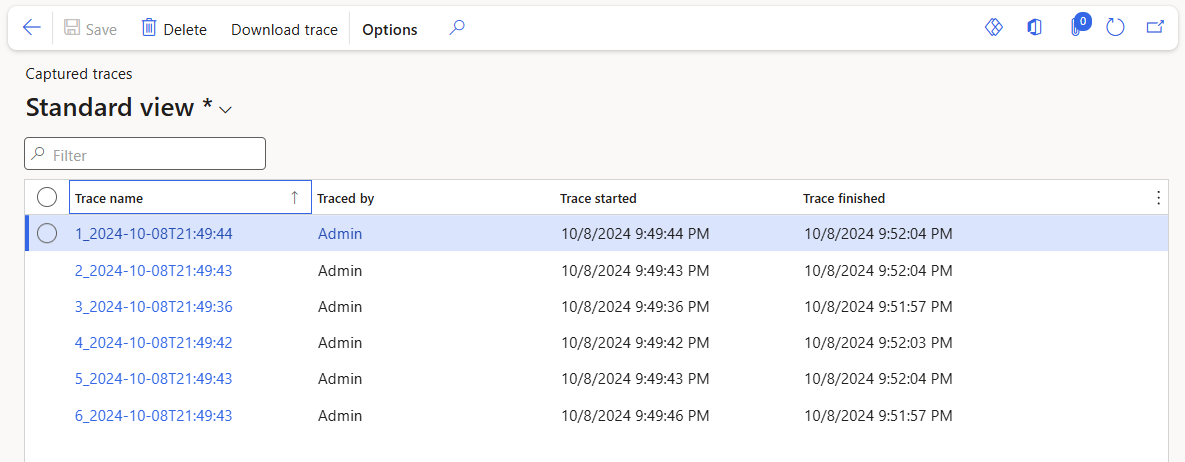 Save Delete Download trace Options 0
Captured traces
Standard view *
Filter
Trace name Traced by Trace started Trace finished
1_2024-10-08T21:49:44 Admin 10/8/2024 9:49:44 PM 10/8/2024 9:52:04 PM
2_2024-10-08T21:49:43 Admin 10/8/2024 9:49:43 PM 10/8/2024 9:52:04 PM
3_2024-10-08T21:49:36 Admin 10/8/2024 9:49:36 PM 10/8/2024 9:51:57 PM
4_2024-10-08T21:49:42 Admin 10/8/2024 9:49:42 PM 10/8/2024 9:52:03 PM
5_2024-10-08T21:49:43 Admin 10/8/2024 9:49:43 PM 10/8/2024 9:52:04 PM
6_2024-10-08T21:49:43 Admin 10/8/2024 9:49:46 PM 10/8/2024 9:51:57 PM